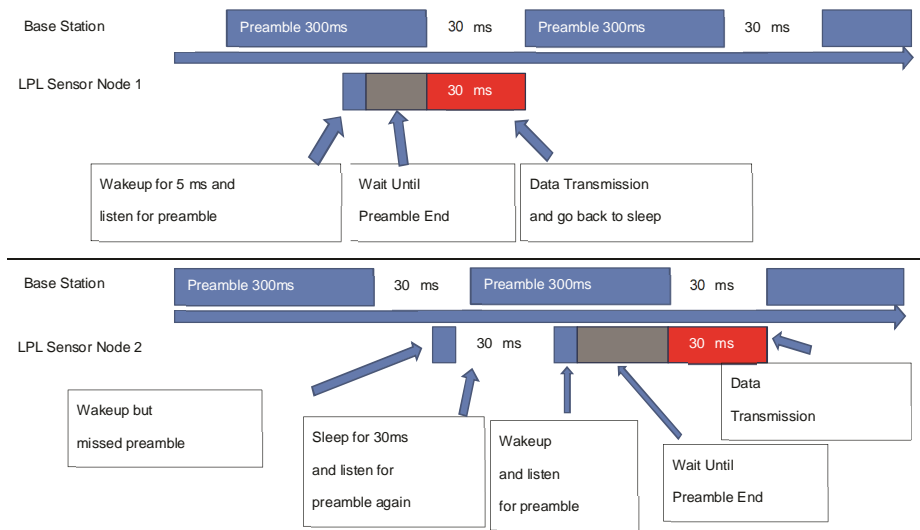 Base Station
Preamble 300ms
30 ms
Preamble 300ms
30 ms
LPL Sensor Node 1
30 ms
Wakeup for 5 ms and
listen for preamble
Wait Until
Preamble End
Data Transmission
and go back to sleep
Base Station
Preamble 300ms
30 ms
Preamble 300ms
30 ms
LPL Sensor Node 2
30 ms
30 ms
Wakeup but
missed preamble
Sleep for 30ms
and listen for
preamble again
Wakeup
and listen
for preamble
Wait Until
Preamble End
Data
Transmission